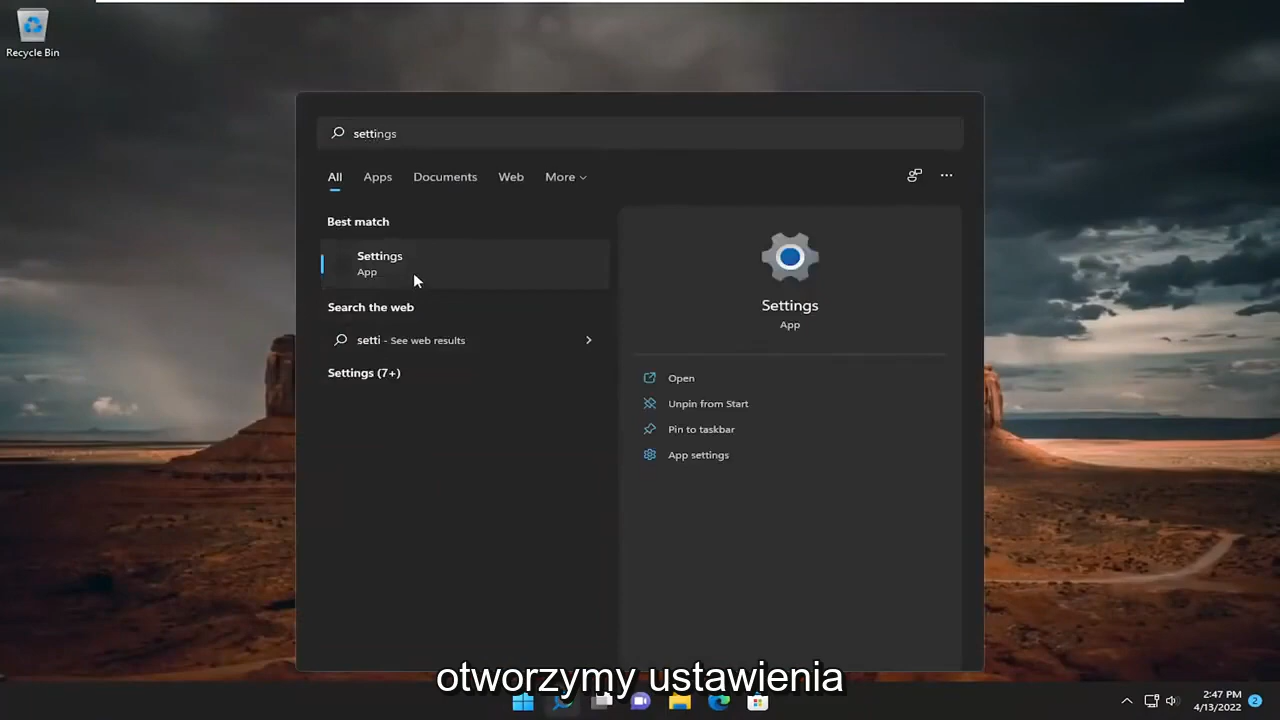 Recycle Bin
settings
All Apps Documents Web More
Best match
Settings
App
Search the web
setti - See web results
Settings (7+)
Settings
App
Open
Unpin from Start
Pin to taskbar
App settings
otworzymy ustawienia
2:47 PM
4/13/2022
2